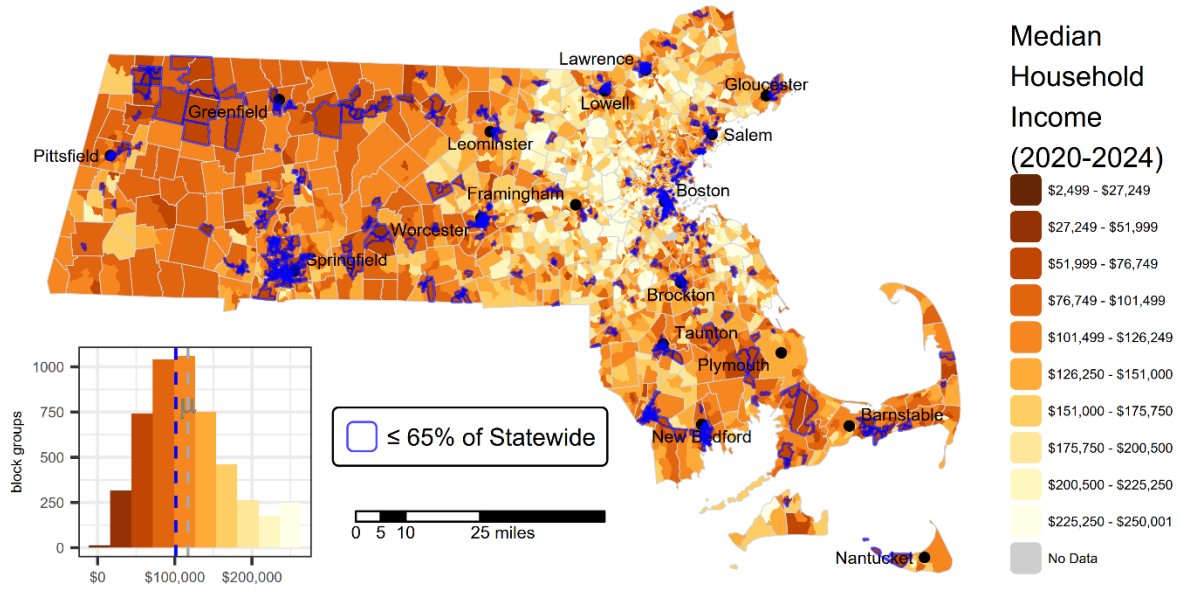 Median
Household
Income
(2020-2024)
$2,499 - $27,249
$27,249 - $51,999
$51,999 - $76,749
$76,749 - $101,499
$101,499 - $126,249
$126,250 - $151,000
$151,000 - $175,750
$175,750 - $200,500
$200,500 - $225,250
$225,250 - $250,001
No Data
Lawrence
Gloucester
Lowell
Greenfield
Salem
Leominster
Pittsfield
Boston
Framingham
Worcester
Springfield
Brockton
Taunton
Plymouth
Barnstable
New Bedford
Nantucket
≤ 65% of Statewide
0 5 10 25 miles
block groups
1000
750
500
250
0
μ
$0 $100,000 $200,000